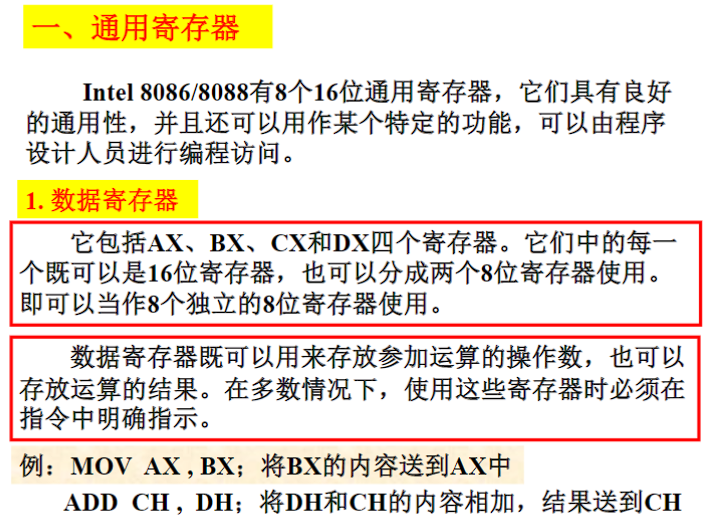 一、通用寄存器
Intel 8086/8088有8个16位通用寄存器，它们具有良好
的通用性，并且还可以用作某个特定的功能，可以由程序
设计人员进行编程访问。
1. 数据寄存器
它包括AX、BX、CX和DX四个寄存器。它们中的每一
个既可以是16位寄存器，也可以分成两个8位寄存器使用。
即可以当作8个独立的8位寄存器使用。
数据寄存器既可以用来存放参加运算的操作数，也可以
存放运算的结果。在多数情况下，使用这些寄存器时必须在
指令中明确指示。
例：MOV AX , BX；将BX的内容送到AX中
ADD CH , DH；将DH和CH的内容相加，结果送到CH